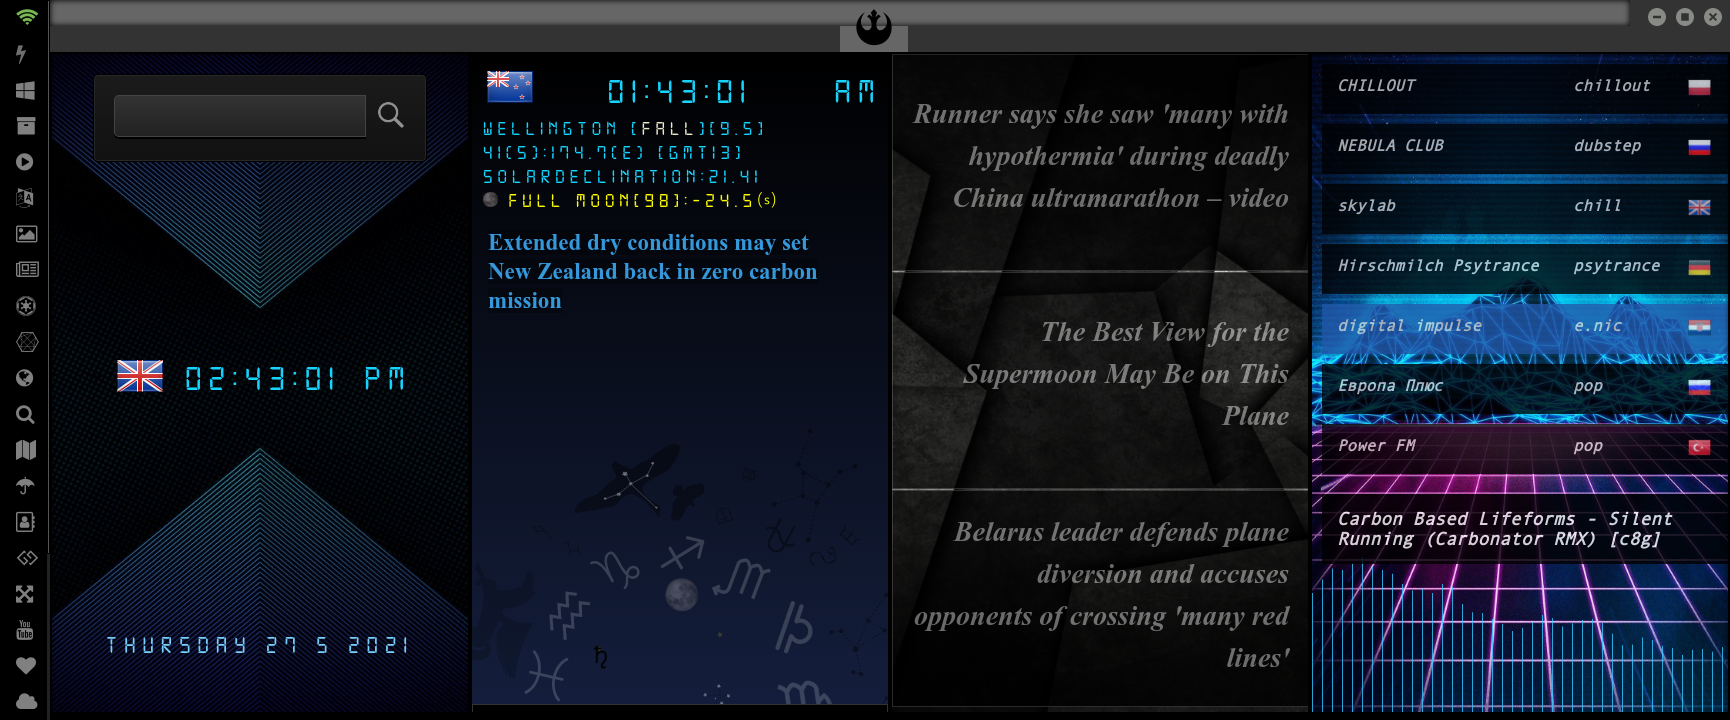 02:43:01 PM
THURSDAY 27 5 2021
01:43:01 AM
WELLINGTON [FALL][9.5]
41(S):174.7(E) [GMT13]
SOLARDECLINATION:21.41
FULL MOON[98]:-24.5(s)
Extended dry conditions may set
New Zealand back in zero carbon
mission
Runner says she saw 'many with
hypothermia' during deadly
China ultramarathon – video
The Best View for the
Supermoon May Be on This
Plane
Belarus leader defends plane
diversion and accuses
opponents of crossing 'many red
lines'
CHILLOUT chillout
NEBULA CLUB dubstep
skylab chill
Hirschmilch Psytrance psytrance
digital impulse e.nic
Европа Плюс pop
Power FM pop
Carbon Based Lifeforms - Silent
Running (Carbonator RMX) [c8g]
You
Tube